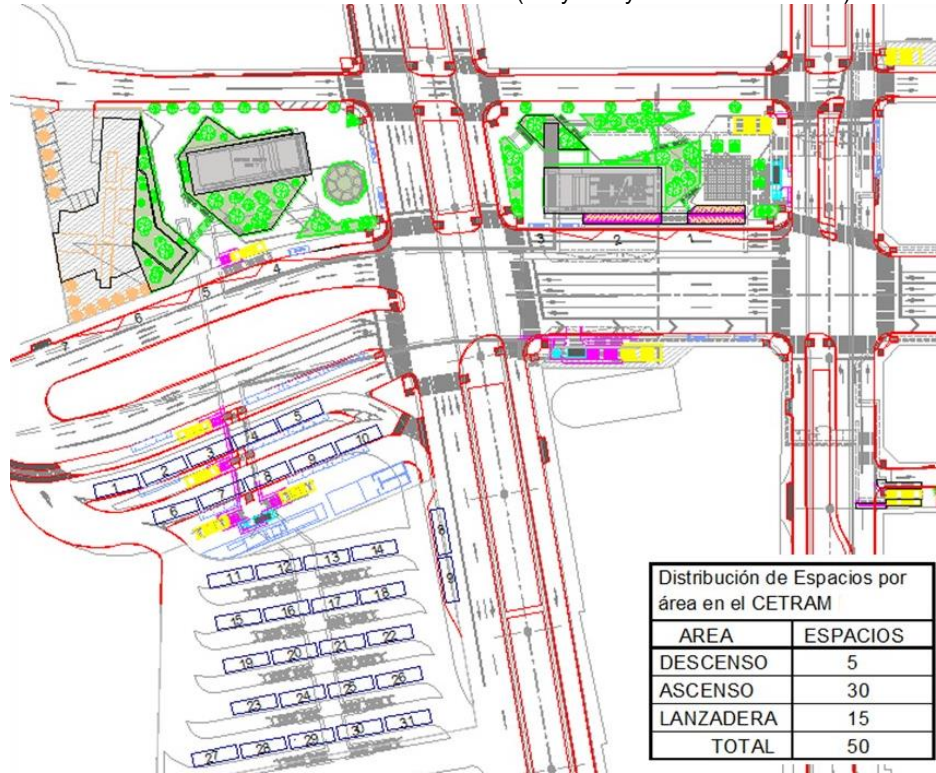 3
2
1
4
5
6
7
1 2 3 4 5
6 7 8 9 10
8
9
11 12 13 14
15 16 17 18
19 20 21 22
23 24 25 26
27 28 29 30 31
Distribución de Espacios por
área en el CETRAM
AREA ESPACIOS
DESCENSO 5
ASCENSO 30
LANZADERA 15
TOTAL 50